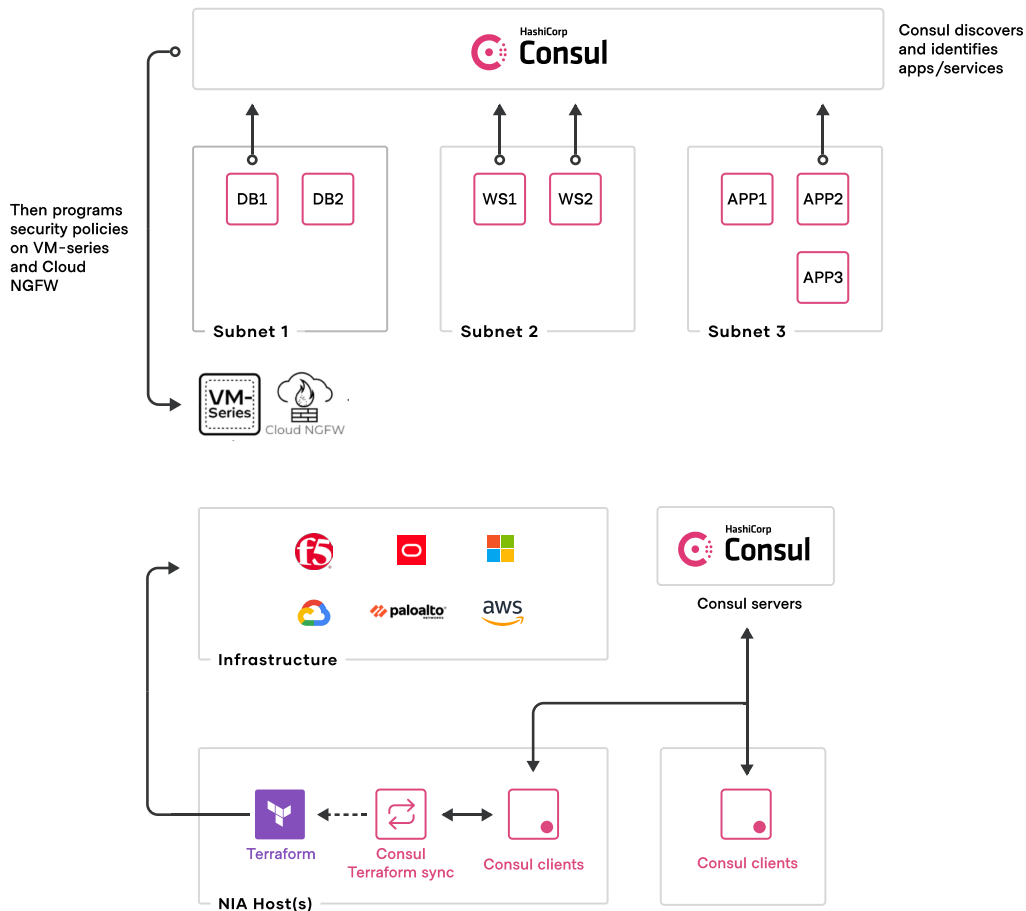 HashiCorp
Consul
Consul discovers
and identifies
apps/services
Then programs
security policies
on VM-series
and Cloud
NGFW
DB1
DB2
WS1
WS2
APP1
APP2
APP3
Subnet 1
Subnet 2
Subnet 3
VM-
Series
Cloud NGFW
f5
paloalto
NETWORKS
aws
Infrastructure
HashiCorp
Consul
Consul servers
Terraform
Consul
Terraform sync
Consul clients
Consul clients
NIA Host(s)